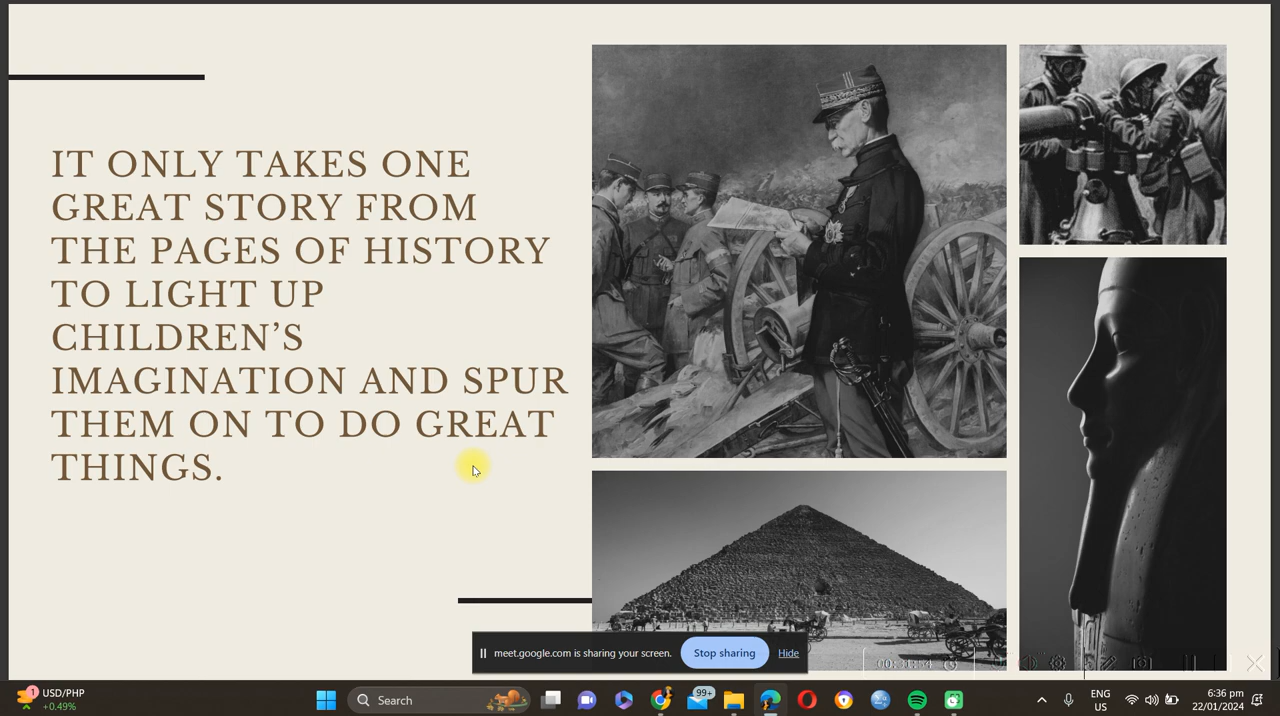 IT ONLY TAKES ONE
GREAT STORY FROM
THE PAGES OF HISTORY
TO LIGHT UP
CHILDREN’S
IMAGINATION AND SPUR
THEM ON TO DO GREAT
THINGS.
meet.google.com is sharing your screen.
Stop sharing
Hide
1
USD/PHP
+0.49%
Search
99+
ENG
US
6:36 pm
22/01/2024